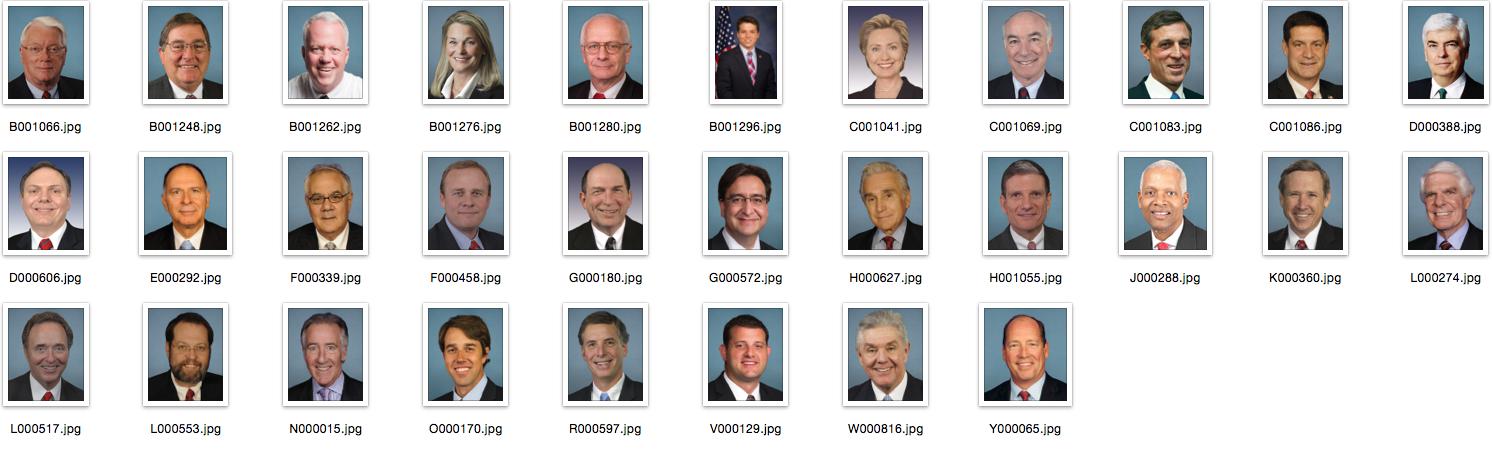 B001066.jpg B001248.jpg B001262.jpg B001276.jpg B001280.jpg B001296.jpg C001041.jpg C001069.jpg C001083.jpg C001086.jpg D000388.jpg
D000606.jpg E000292.jpg F000339.jpg F000458.jpg G000180.jpg G000572.jpg H000627.jpg H001055.jpg J000288.jpg K000360.jpg L000274.jpg
L000517.jpg L000553.jpg N000015.jpg O000170.jpg R000597.jpg V000129.jpg W000816.jpg Y000065.jpg